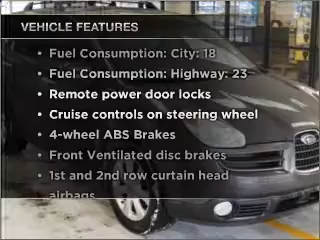 VEHICLE FEATURES
• Fuel Consumption: City: 18
• Fuel Consumption: Highway: 23
• Remote power door locks
• Cruise controls on steering wheel
• 4-wheel ABS Brakes
• Front Ventilated disc brakes
• 1st and 2nd row curtain head
airbags